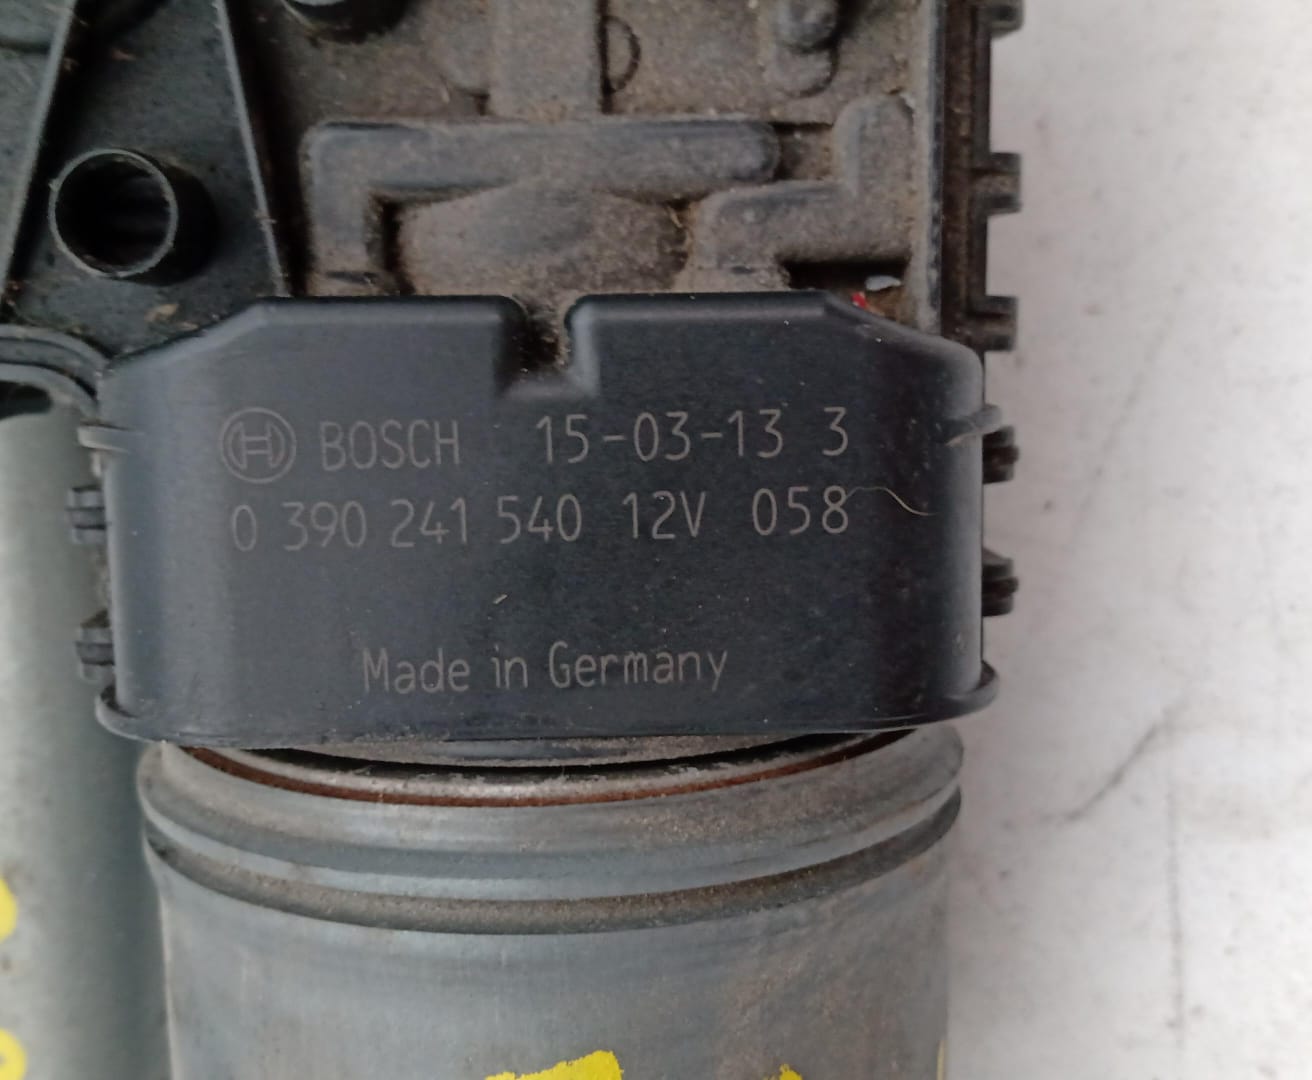 BOSCH 15-03-13 3
0 390 241 540 12V 058
Made in Germany